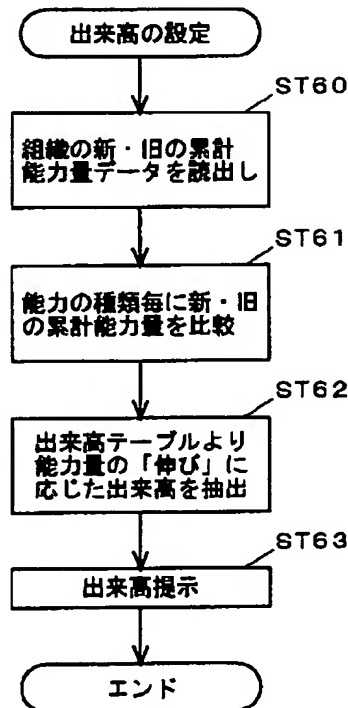 出来高の設定
ST60
組織の新・旧の累計
能力量データを読出し
ST61
能力の種類毎に新・旧
の累計能力量を比較
ST62
出来高テーブルより
能力量の「伸び」に
応じた出来高を抽出
ST63
出来高提示
エンド